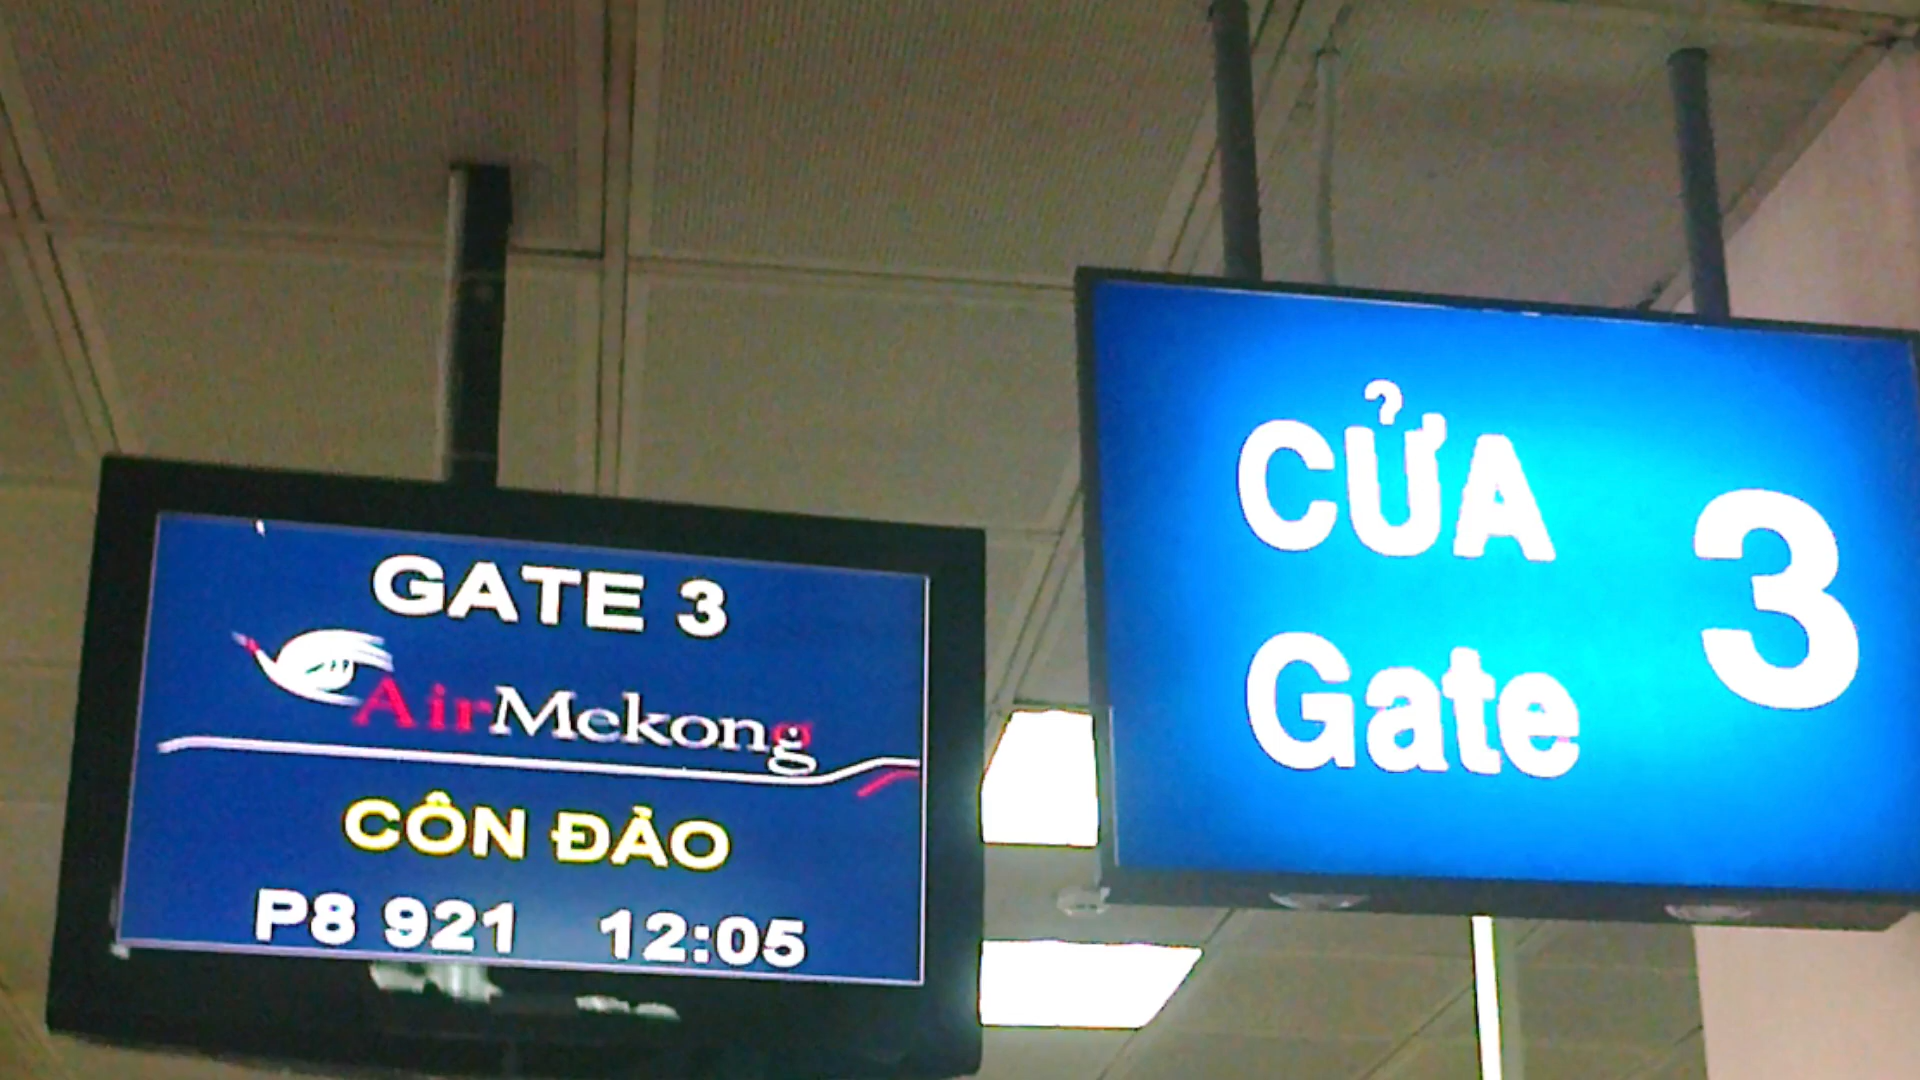 GATE 3
AirMekong
CÔN ĐẢO
P8 921 12:05
CỬA
Gate
3